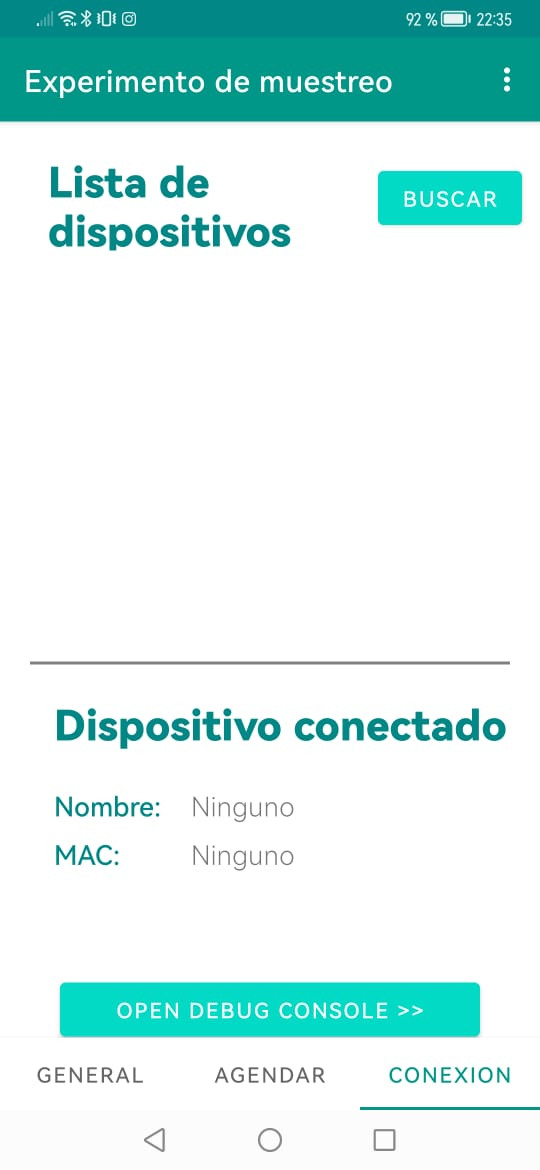 92 % 22:35
Experimento de muestreo
Lista de
dispositivos
BUSCAR
Dispositivo conectado
Nombre: Ninguno
MAC: Ninguno
OPEN DEBUG CONSOLE >>
GENERAL AGENDAR CONEXION